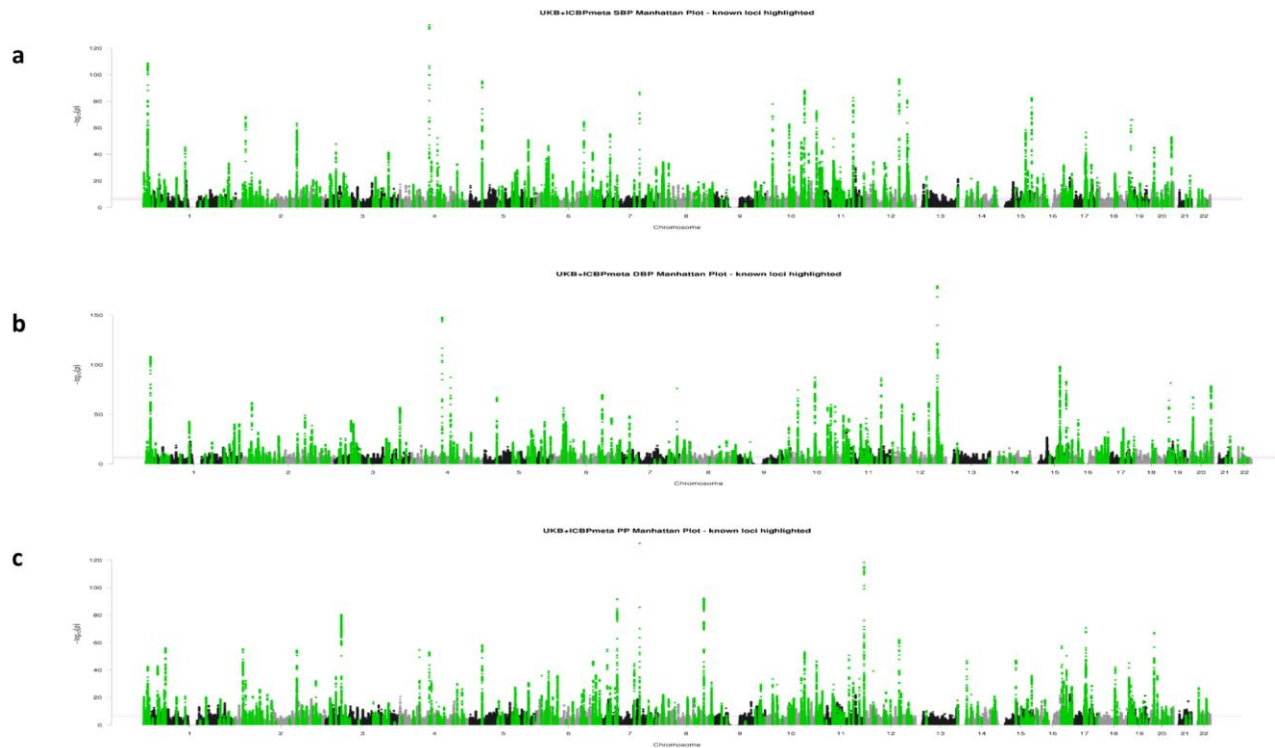 UKB+ICBPmeta SBP Manhattan Plot - known loci highlighted
a
120
100
80
60
40
20
0
-log10(p)
1 2 3 4 5 6 7 8 9 10 11 12 13 14 15 16 17 18 19 20 21 22
Chromosome
UKB+ICBPmeta DBP Manhattan Plot - known loci highlighted
b
150
100
50
0
-log10(p)
1 2 3 4 5 6 7 8 9 10 11 12 13 14 15 16 18 19 20 21 22
Chromosome
UKB+ICBPmeta PP Manhattan Plot - known loci highlighted
c
120
100
80
60
40
20
0
-log10(p)
1 2 3 4 5 6 7 8 9 10 11 12 13 14 15 16 17 18 19 20 21 22
Chromosome